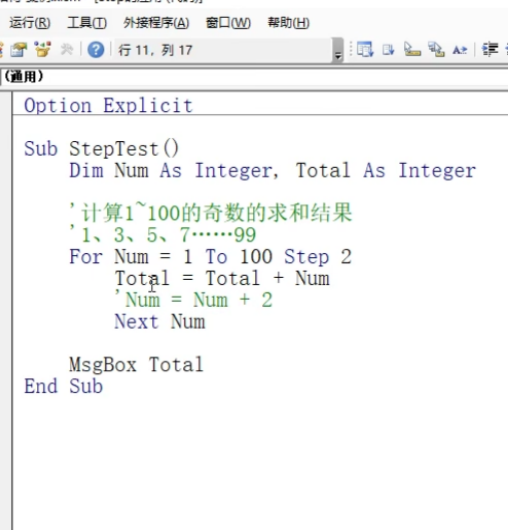 运行(R) 工具(T) 外接程序(A) 窗口(W) 帮助(H)
行 11, 列 17
(通用)
Option Explicit
Sub StepTest()
Dim Num As Integer, Total As Integer
'计算1~100的奇数的求和结果
'1、3、5、7……99
For Num = 1 To 100 Step 2
Total = Total + Num
'Num = Num + 2
Next Num
MsgBox Total
End Sub